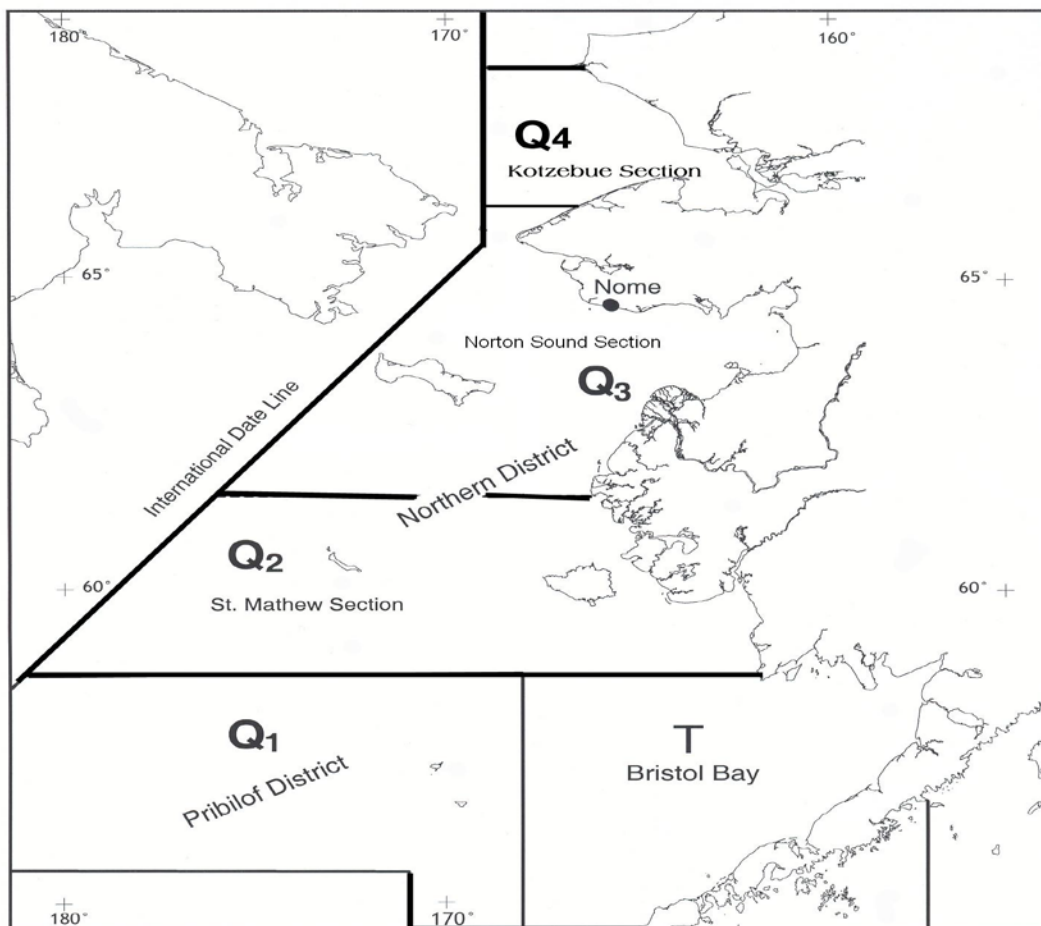 180°
170°
160°
Q4
Kotzebue Section
65°
65°
Nome
Norton Sound Section
Q3
International Date Line
Northern District
Q2
60°
60°
St. Mathew Section
Q1
T
Bristol Bay
Pribilof District
180°
170°